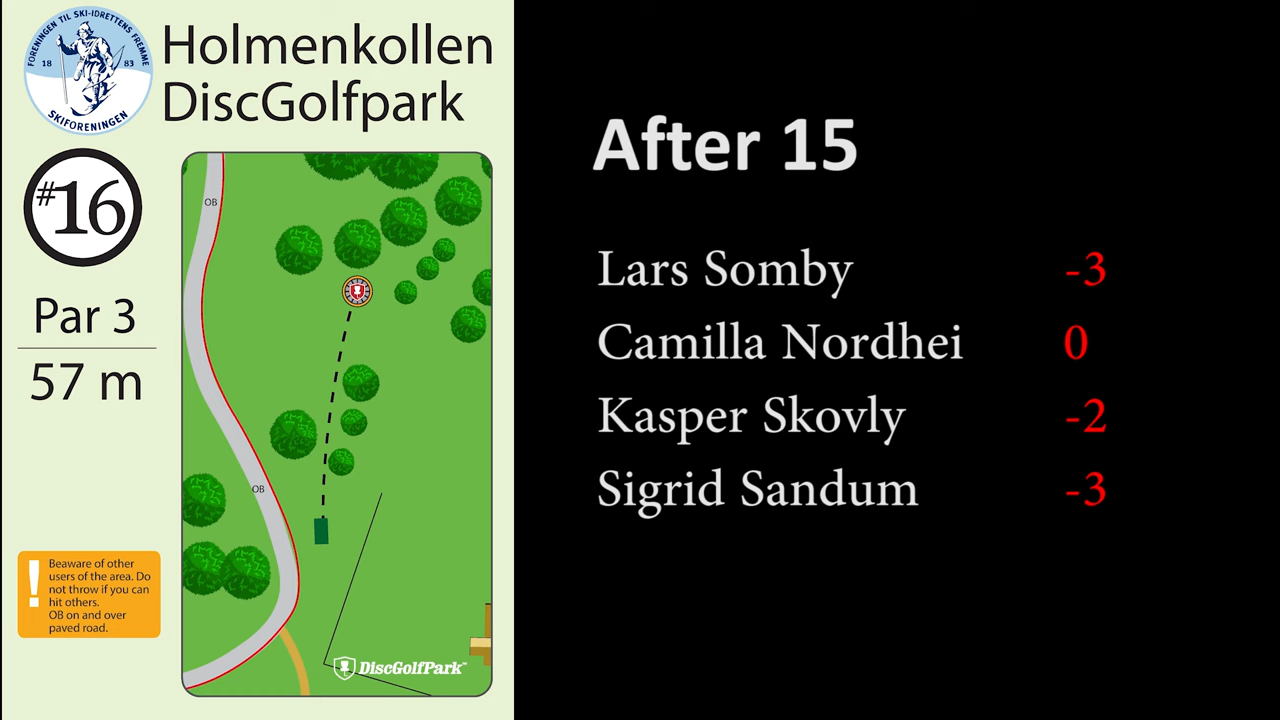 FORENINGEN TIL SKI-IDRETTENS FREMME
18 83
SKIFORENINGEN
Holmenkollen
DiscGolfpark
#16
Par 3
57 m
OB
OB
!
Beaware of other
users of the area. Do
not throw if you can
hit others.
OB on and over
paved road.
DiscGolfPark™
After 15
Lars Somby -3
Camilla Nordhei 0
Kasper Skovly -2
Sigrid Sandum -3